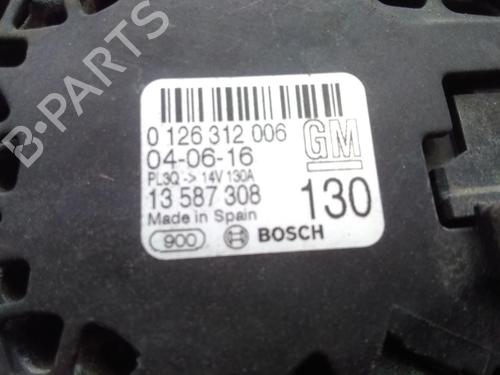 B-PARTS
0 126 312 006
GM
04-06-16
PL3Q -> 14V 130A
13 587 308
130
Made in Spain
900 BOSCH